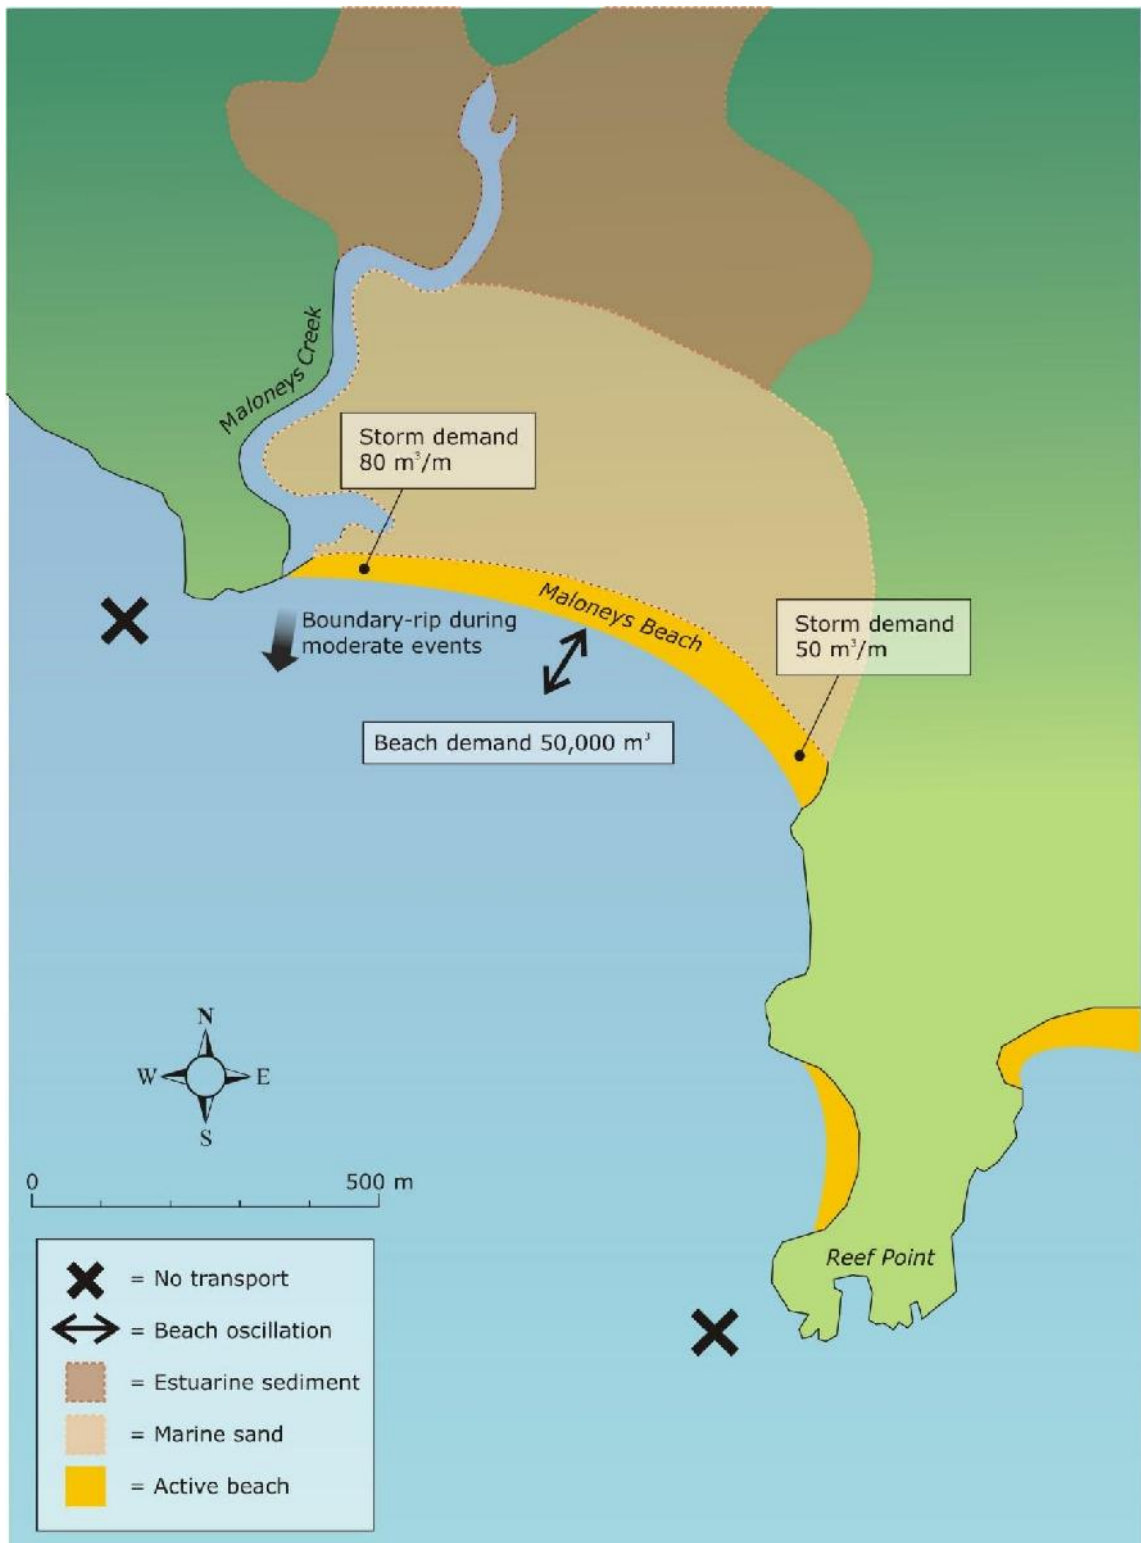 Maloneys Creek
Storm demand
80 m³/m
Maloneys Beach
Storm demand
50 m³/m
Boundary-rip during
moderate events
Beach demand 50,000 m³
N
W E
S
0 500 m
Reef Point
= No transport
= Beach oscillation
= Estuarine sediment
= Marine sand
= Active beach